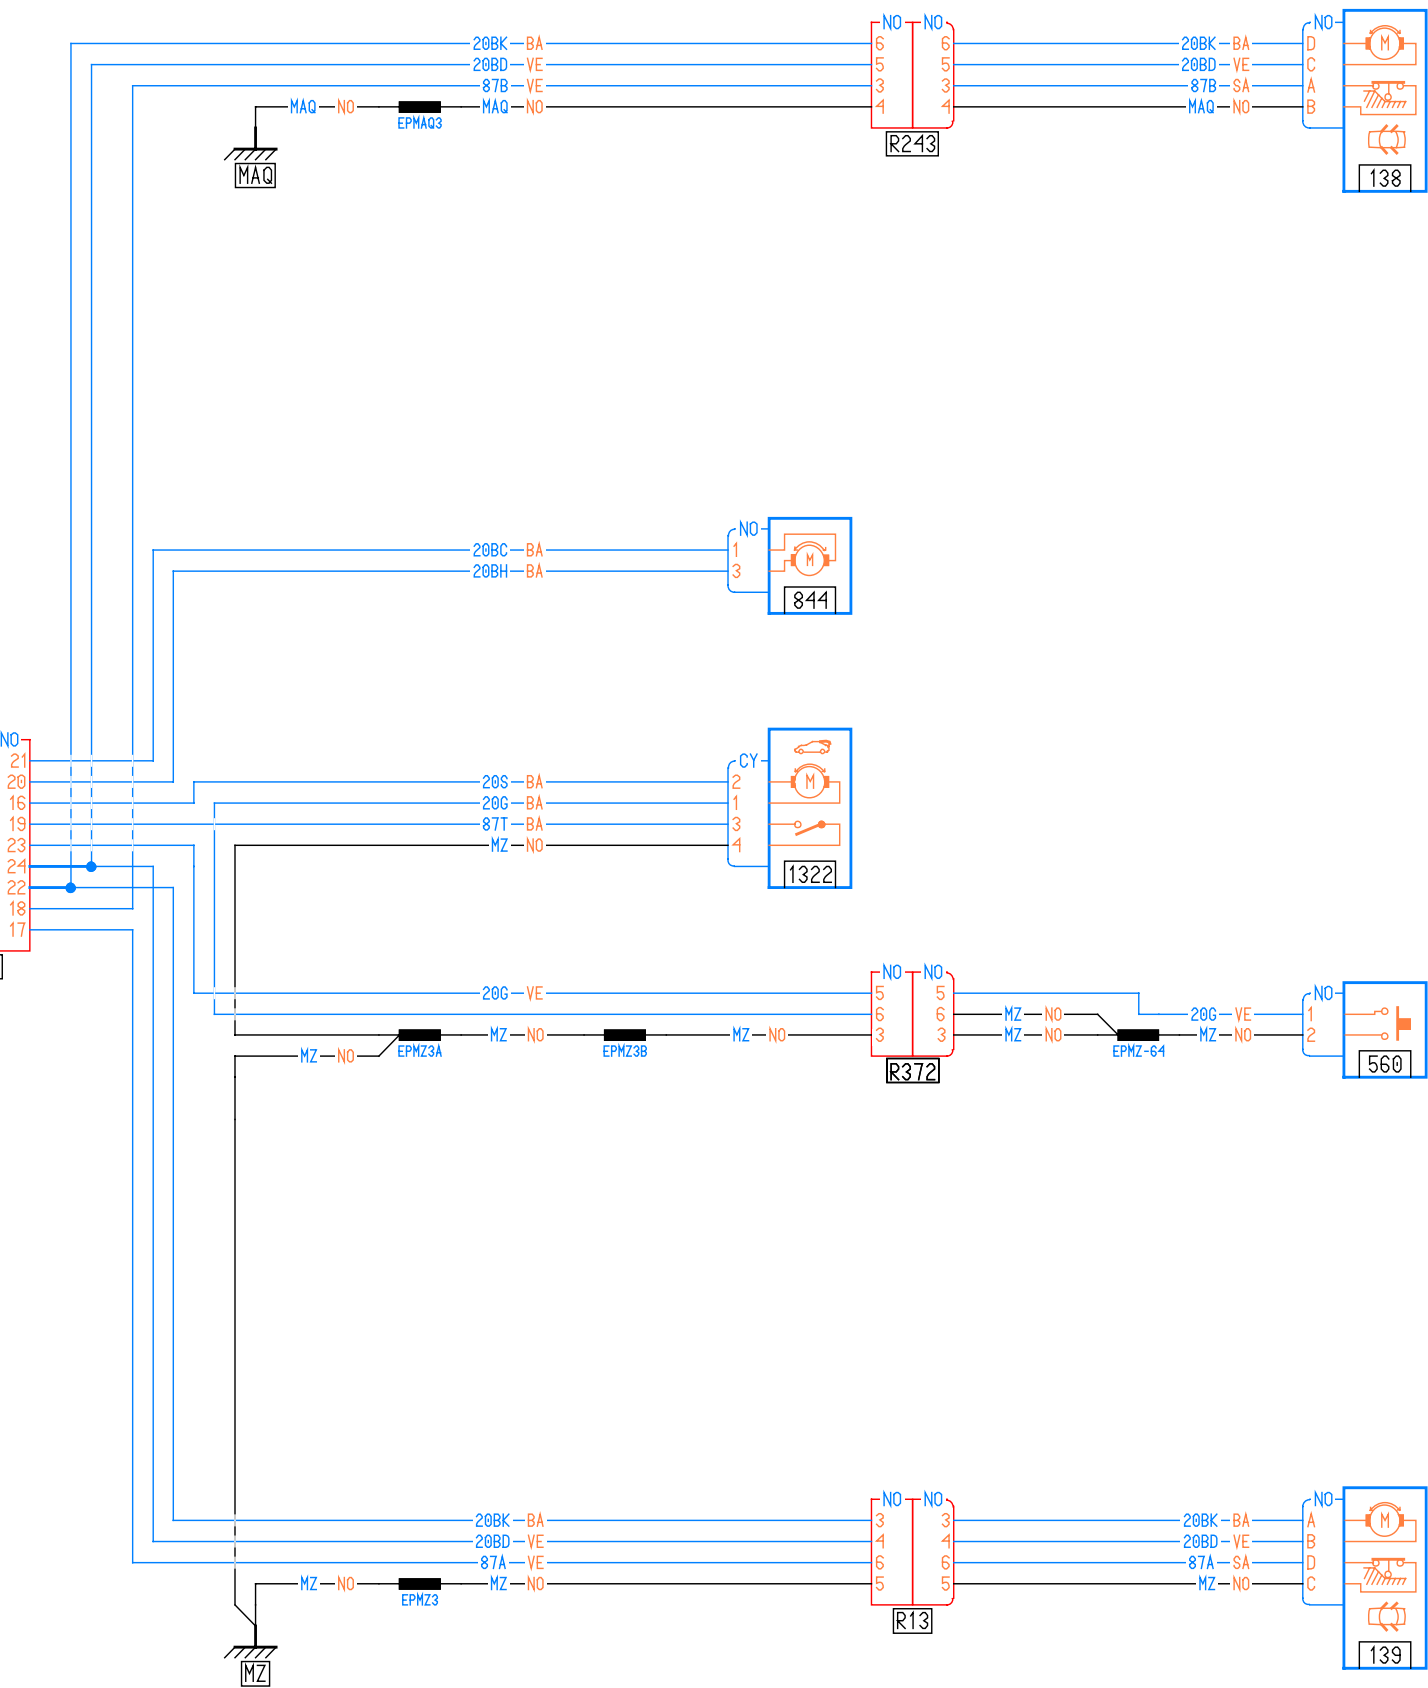 NO NO NO
20BK BA 6 6 20BK BA D M
20BD VE 5 5 20BD VE C
87B VE 3 3 87B SA A
MAQ NO MAQ NO 4 4 MAQ NO B
EPMAQ3
R243
MAQ
138
NO
20BC BA 1
20BH BA 3 M
844
NO
21 CY
20 20S BA 2 M
16 20G BA 1
19 87T BA 3
23 MZ NO 4
24
22 1322
18
17
NO NO
20G VE 5 5 NO
6 6 MZ NO 20G VE 1
MZ NO MZ NO 3 3 MZ NO MZ NO 2
EPMZ3A EPMZ3B EPMZ-64
MZ NO
R372 560
NO NO NO
20BK BA 3 3 20BK BA A M
20BD VE 4 4 20BD VE B
87A VE 6 6 87A SA D
MZ NO MZ NO 5 5 MZ NO C
EPMZ3
R13
139
MZ